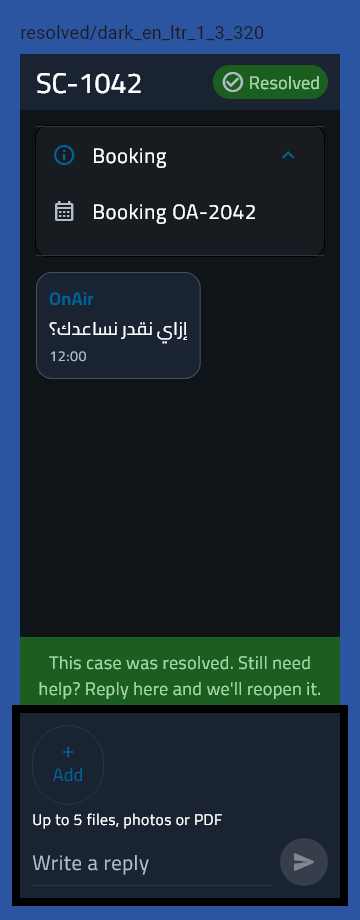 resolved/dark_en_ltr_1_3_320
SC-1042
Resolved
Booking
Booking OA-2042
OnAir
إزاي نقدر نساعدك؟
12:00
This case was resolved. Still need
help? Reply here and we'll reopen it.
+
Add
Up to 5 files, photos or PDF
Write a reply